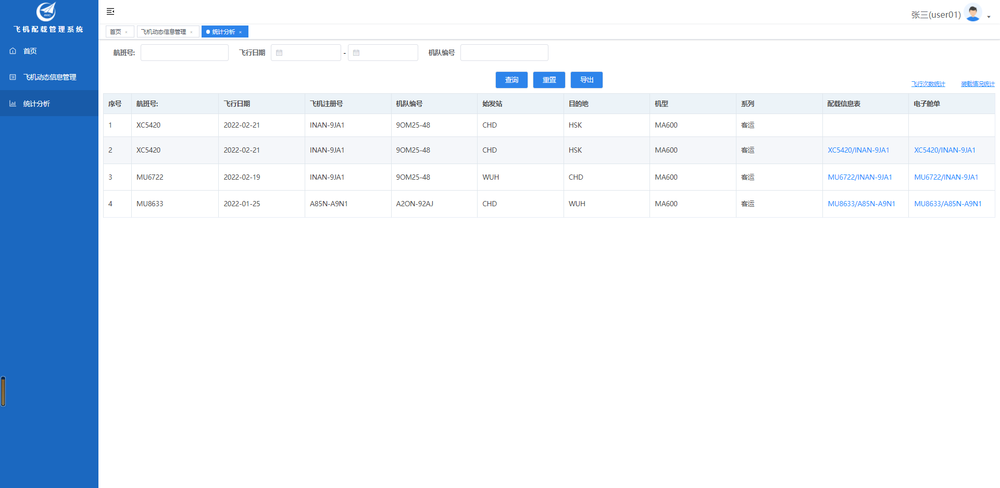 飞机配载管理系统
首页
飞机动态信息管理
统计分析
张三(user01)
首页 × 飞机动态信息管理 × 统计分析 ×
航班号: 飞行日期 - 机队编号
查询 重置 导出
飞行次数统计 装载情况统计
序号 航班号: 飞行日期 飞机注册号 机队编号 始发站 目的地 机型 系列 配载信息表 电子舱单
1 XC5420 2022-02-21 INAN-9JA1 9OM25-48 CHD HSK MA600 客运
2 XC5420 2022-02-21 INAN-9JA1 9OM25-48 CHD HSK MA600 客运 XC5420/INAN-9JA1 XC5420/INAN-9JA1
3 MU6722 2022-02-19 INAN-9JA1 9OM25-48 WUH CHD MA600 客运 MU6722/INAN-9JA1 MU6722/INAN-9JA1
4 MU8633 2022-01-25 A85N-A9N1 A2ON-92AJ CHD WUH MA600 客运 MU8633/A85N-A9N1 MU8633/A85N-A9N1